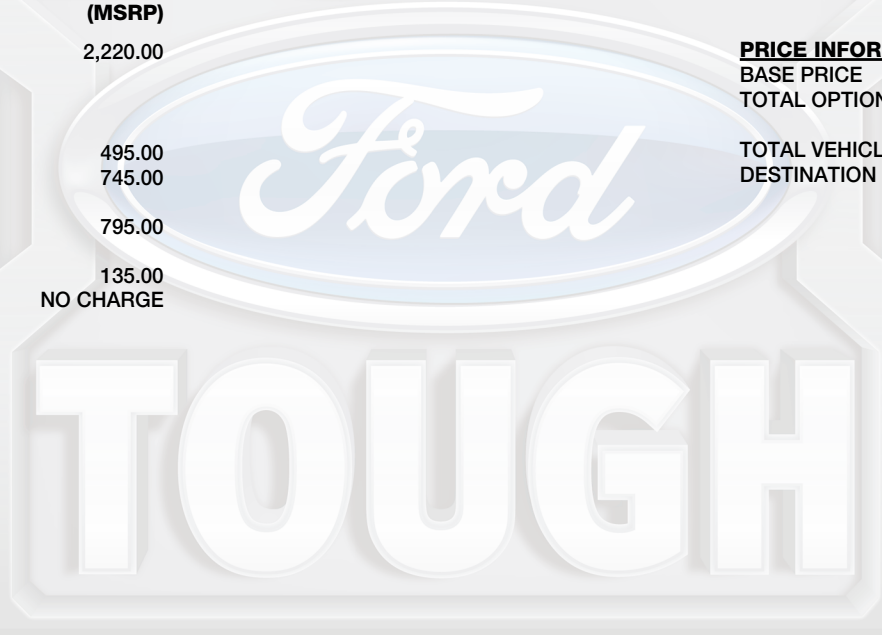 (MSRP)
2,220.00
495.00
745.00
795.00
135.00
NO CHARGE
PRICE INFOR
BASE PRICE
TOTAL OPTION
TOTAL VEHICL
DESTINATION
Ford
TOUGH